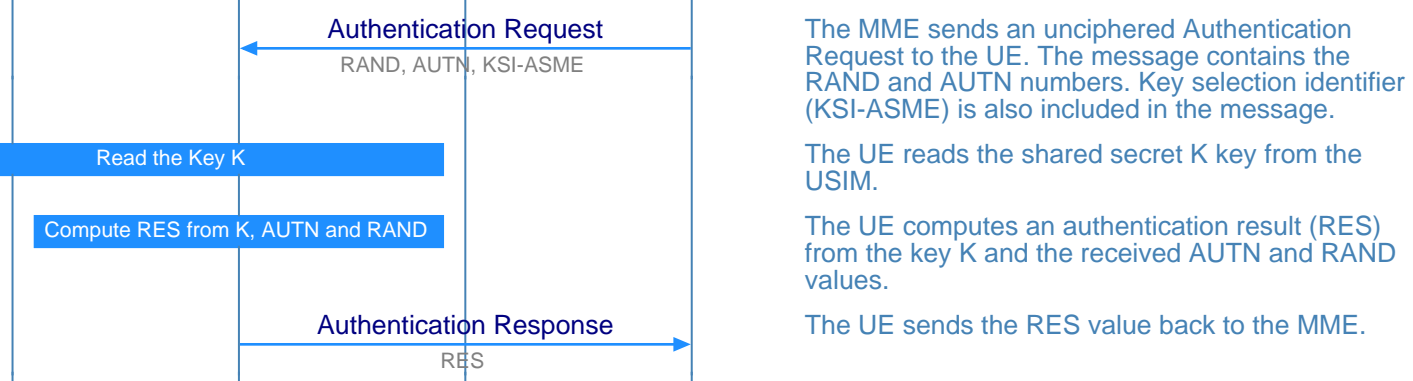 Authentication Request
RAND, AUTN, KSI-ASME
The MME sends an unciphered Authentication
Request to the UE. The message contains the
RAND and AUTN numbers. Key selection identifier
(KSI-ASME) is also included in the message.
Read the Key K
The UE reads the shared secret K key from the
USIM.
Compute RES from K, AUTN and RAND
The UE computes an authentication result (RES)
from the key K and the received AUTN and RAND
values.
Authentication Response
RES
The UE sends the RES value back to the MME.